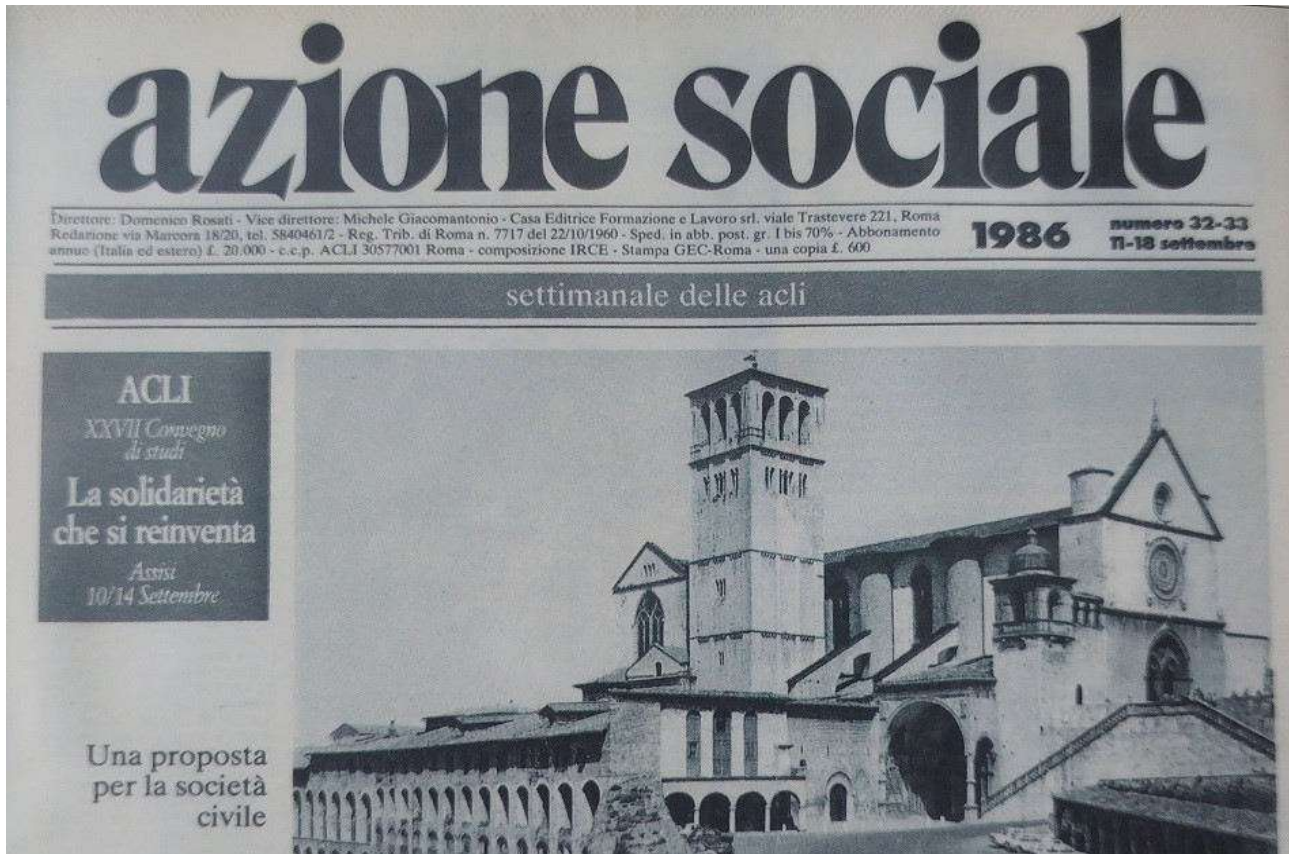 azione sociale
Direttore: Domenico Rosati - Vice direttore: Michele Giacomantonio - Casa Editrice Formazione e Lavoro srl. viale Trastevere 221, Roma
Redazione via Marcora 18/20, tel. 5840461/2 - Reg. Trib. di Roma n. 7717 del 22/10/1960 - Sped. in abb. post. gr. I bis 70% - Abbonamento
annuo (Italia ed estero) £. 20.000 - c.c.p. ACLI 30577001 Roma - composizione IRCE - Stampa GEC-Roma - una copia £. 600
1986
numero 32-33
11-18 settembre
settimanale delle acli
ACLI
XXVII Convegno
di studi
La solidarietà
che si reinventa
Assisi
10/14 Settembre
Una proposta
per la società
civile